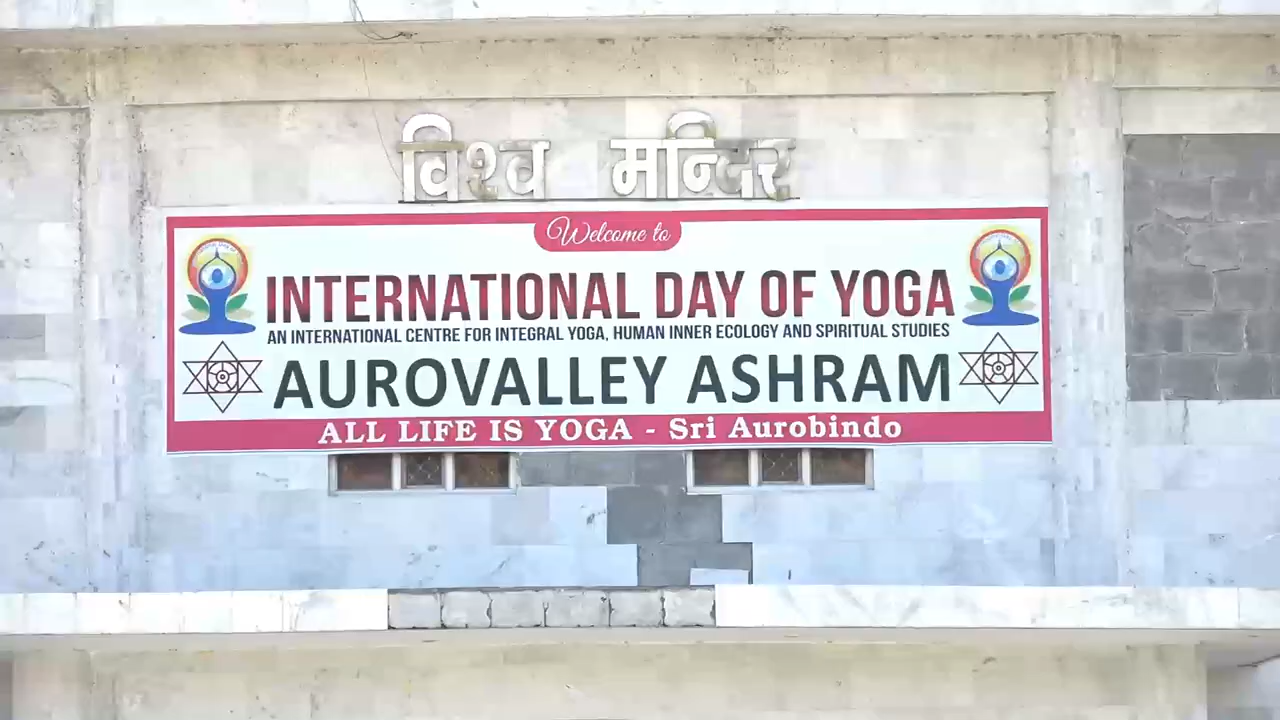 विश्व मन्दिर
Welcome to
INTERNATIONAL DAY OF YOGA
AN INTERNATIONAL CENTRE FOR INTEGRAL YOGA, HUMAN INNER ECOLOGY AND SPIRITUAL STUDIES
AUROVALLEY ASHRAM
ALL LIFE IS YOGA - Sri Aurobindo